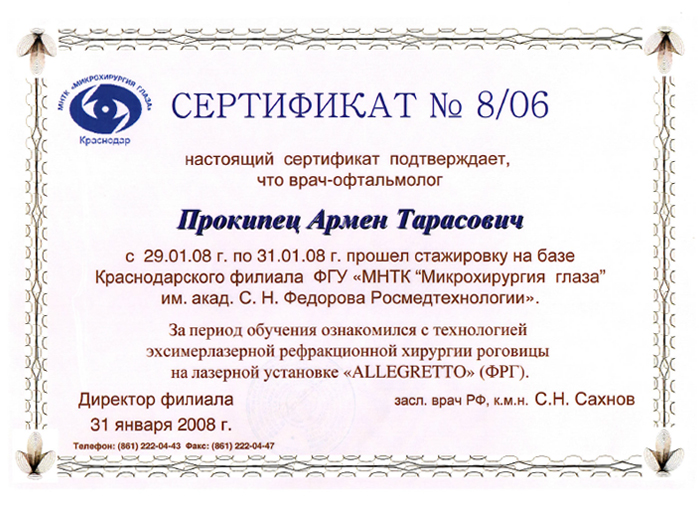 МНТК «МИКРОХИРУРГИЯ ГЛАЗА»
Краснодар
СЕРТИФИКАТ № 8/06
настоящий сертификат подтверждает,
что врач-офтальмолог
Прокипец Армен Тарасович
с 29.01.08 г. по 31.01.08 г. прошел стажировку на базе
Краснодарского филиала ФГУ «МНТК “Микрохирургия глаза”
им. акад. С. Н. Федорова Росмедтехнологии».
За период обучения ознакомился с технологией
эхсимерлазерной рефракционной хирургии роговицы
на лазерной установке «ALLEGRETTO» (ФРГ).
Директор филиала засл. врач РФ, к.м.н. С.Н. Сахнов
31 января 2008 г.
Телефон: (861) 222-04-43 Факс: (861) 222-04-47